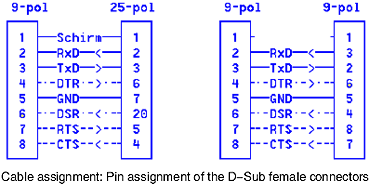 9-pol 25-pol 9-pol 9-pol
1 Schirm 1 1 1
2 RxD < 2 2 RxD < 3
3 TxD > 3 3 TxD > 2
4 DTR > 6 4 DTR > 6
5 GND 7 5 GND 5
6 DSR < 20 6 DSR < 4
7 RTS > 5 7 RTS > 8
8 CTS < 4 8 CTS < 7
Cable assignment: Pin assignment of the D-Sub female connectors